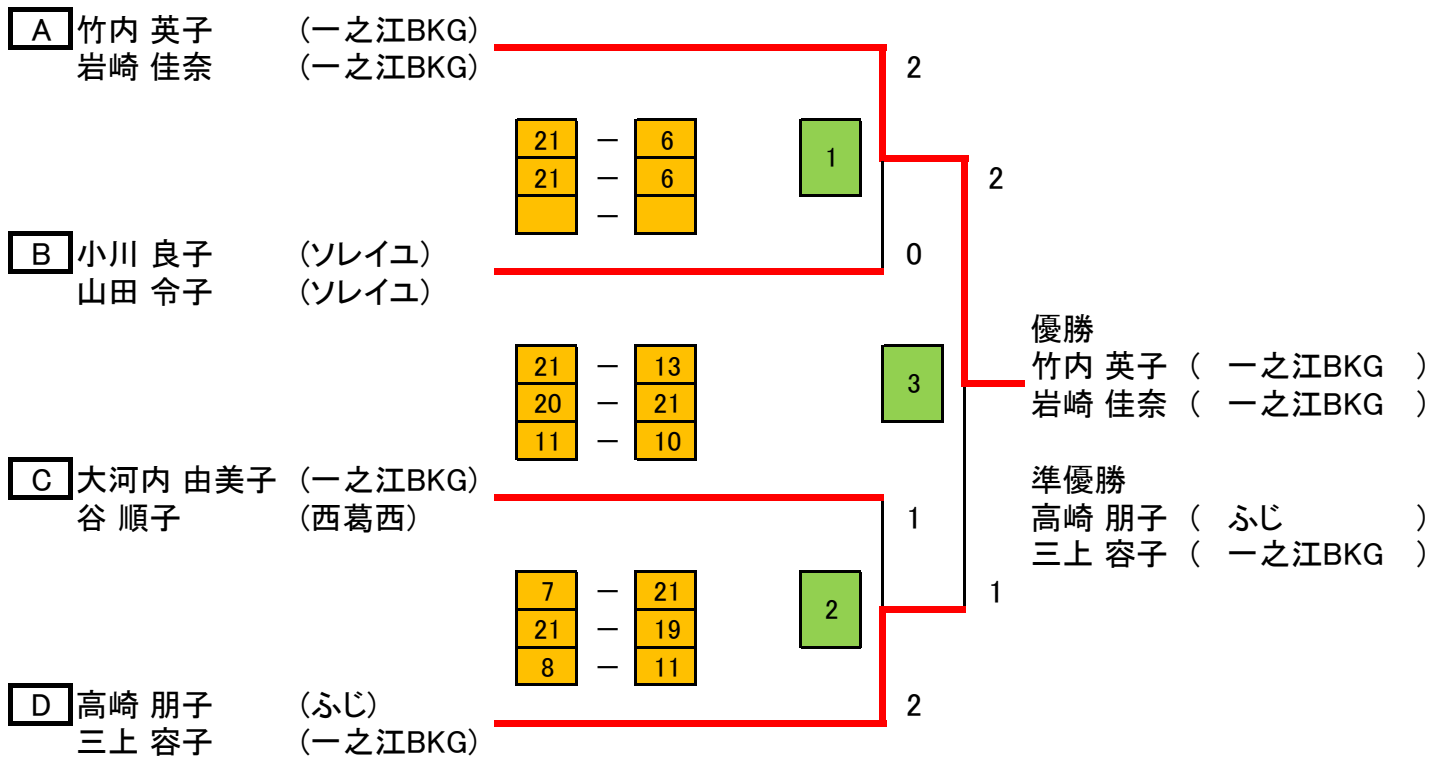 A 竹内 英子 (一之江BKG)
岩崎 佳奈 (一之江BKG)
2
21 － 6
1
21 － 6
2
－
B 小川 良子 (ソレイユ)
0
山田 令子 (ソレイユ)
優勝
21 － 13
竹内 英子 ( 一之江BKG )
3
20 － 21
岩崎 佳奈 ( 一之江BKG )
11 － 10
C 大河内 由美子 (一之江BKG)
準優勝
谷 順子 (西葛西)
1
高崎 朋子 ( ふじ )
三上 容子 ( 一之江BKG )
7 － 21
1
2
21 － 19
8 － 11
D 高崎 朋子 (ふじ)
2
三上 容子 (一之江BKG)